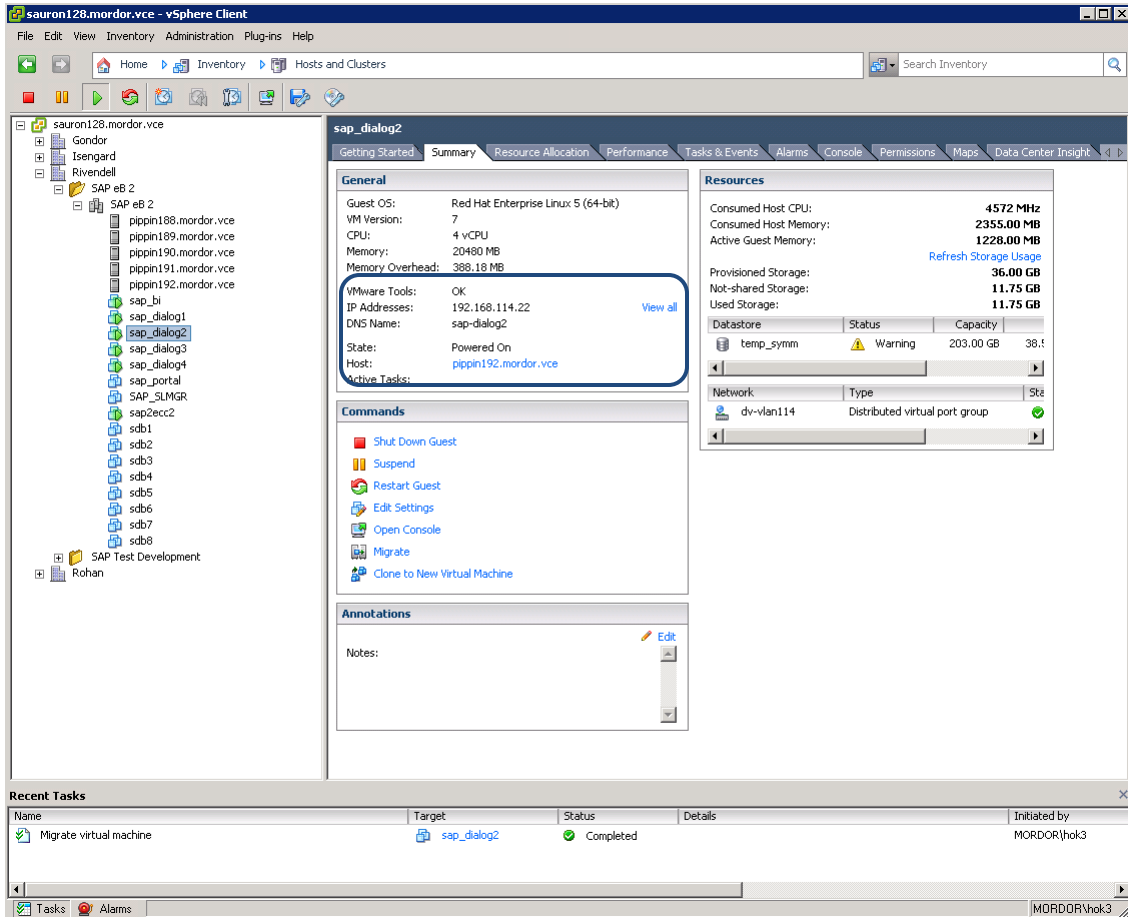 sauron128.mordor.vce - vSphere Client
File Edit View Inventory Administration Plug-ins Help
Home Inventory Hosts and Clusters
Search Inventory
sauron128.mordor.vce
Gondor
Isengard
Rivendell
SAP eB 2
SAP eB 2
pippin188.mordor.vce
pippin189.mordor.vce
pippin190.mordor.vce
pippin191.mordor.vce
pippin192.mordor.vce
sap_bi
sap_dialog1
sap_dialog2
sap_dialog3
sap_dialog4
sap_portal
SAP_SLMGR
sap2ecc2
sdb1
sdb2
sdb3
sdb4
sdb5
sdb6
sdb7
sdb8
SAP Test Development
Rohan
sap_dialog2
Getting Started Summary Resource Allocation Performance Tasks & Events Alarms Console Permissions Maps Data Center Insight
General
Guest OS: Red Hat Enterprise Linux 5 (64-bit)
VM Version: 7
CPU: 4 vCPU
Memory: 20480 MB
Memory Overhead: 388.18 MB
VMware Tools: OK
IP Addresses: 192.168.114.22 View all
DNS Name: sap-dialog2
State: Powered On
Host: pippin192.mordor.vce
Active Tasks:
Commands
Shut Down Guest
Suspend
Restart Guest
Edit Settings
Open Console
Migrate
Clone to New Virtual Machine
Annotations
Edit
Notes:
Resources
Consumed Host CPU: 4572 MHz
Consumed Host Memory: 2355.00 MB
Active Guest Memory: 1228.00 MB
Refresh Storage Usage
Provisioned Storage: 36.00 GB
Not-shared Storage: 11.75 GB
Used Storage: 11.75 GB
Datastore Status Capacity
temp_symm Warning 203.00 GB 38.5
Network Type Sta
dv-vlan114 Distributed virtual port group
Recent Tasks
Name Target Status Details Initiated by
Migrate virtual machine sap_dialog2 Completed MORDOR\hok3
Tasks Alarms MORDOR\hok3